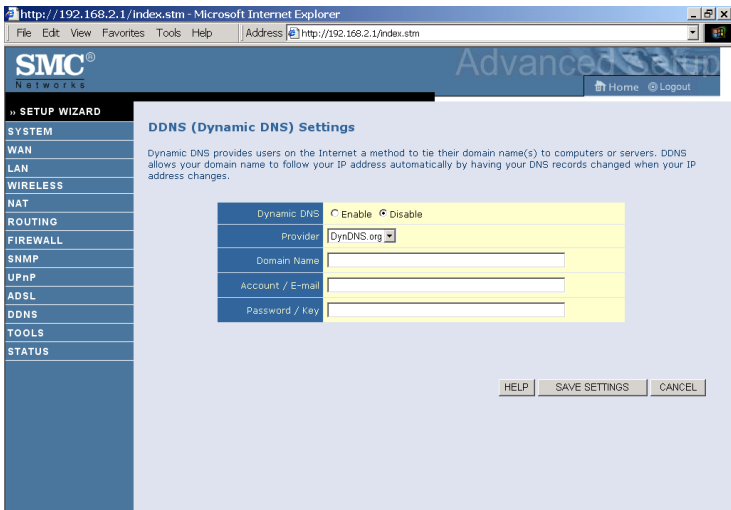 http://192.168.2.1/index.stm - Microsoft Internet Explorer
File Edit View Favorites Tools Help Address http://192.168.2.1/index.stm
SMC®
Networks
Advanced Setup
Home Logout
» SETUP WIZARD
SYSTEM
WAN
LAN
WIRELESS
NAT
ROUTING
FIREWALL
SNMP
UPnP
ADSL
DDNS
TOOLS
STATUS
DDNS (Dynamic DNS) Settings
Dynamic DNS provides users on the Internet a method to tie their domain name(s) to computers or servers. DDNS
allows your domain name to follow your IP address automatically by having your DNS records changed when your IP
address changes.
Dynamic DNS Enable Disable
Provider DynDNS.org
Domain Name
Account / E-mail
Password / Key
HELP SAVE SETTINGS CANCEL